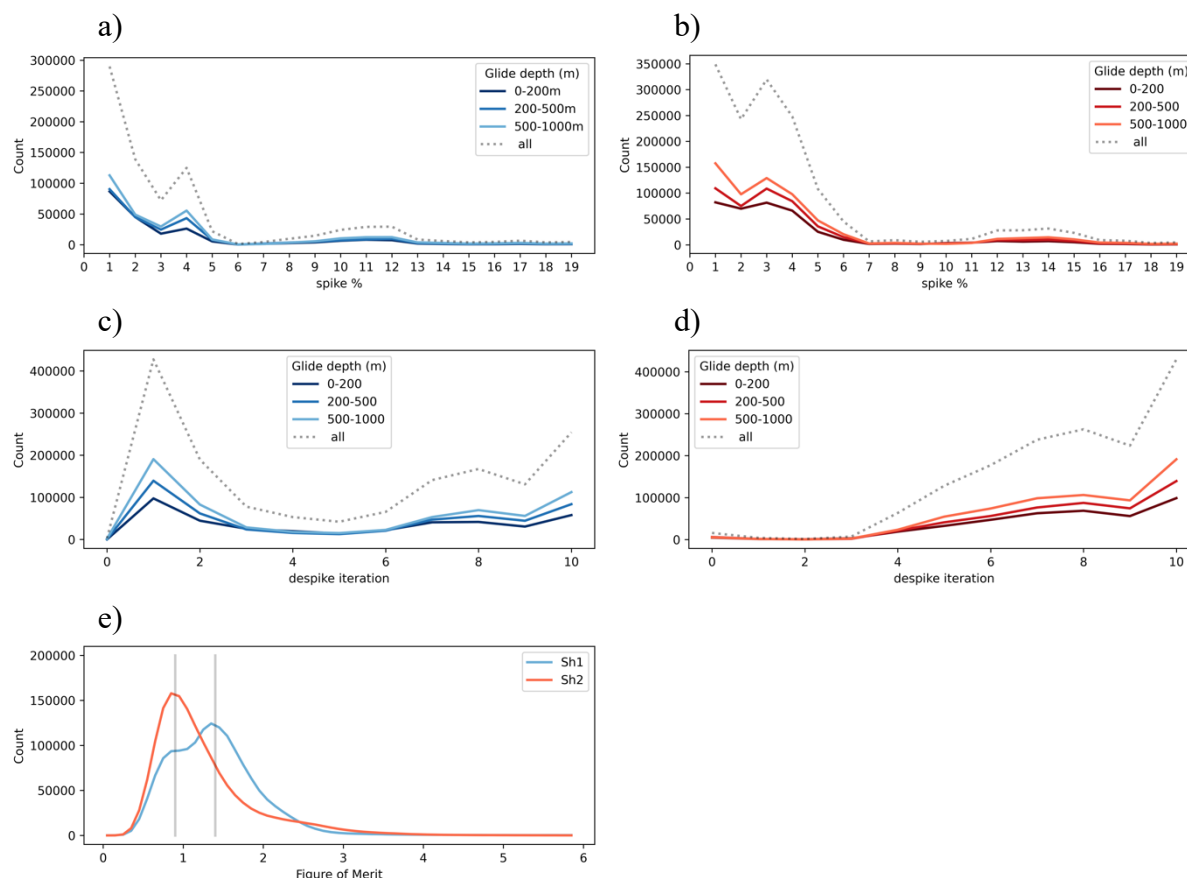 a)
300000
250000
200000
150000
100000
50000
0
Count
Glide depth (m)
0-200m
200-500m
500-1000m
all
0 1 2 3 4 5 6 7 8 9 10 11 12 13 14 15 16 17 18 19
spike %
b)
350000
300000
250000
200000
150000
100000
50000
0
Count
Glide depth (m)
0-200
200-500
500-1000
all
0 1 2 3 4 5 6 7 8 9 10 11 12 13 14 15 16 17 18 19
spike %
c)
400000
300000
200000
100000
0
Count
Glide depth (m)
0-200
200-500
500-1000
all
0 2 4 6 8 10
despike iteration
d)
400000
300000
200000
100000
0
Count
Glide depth (m)
0-200
200-500
500-1000
all
0 2 4 6 8 10
despike iteration
e)
200000
150000
100000
50000
0
Count
Sh1
Sh2
0 1 2 3 4 5 6
Figure of Merit